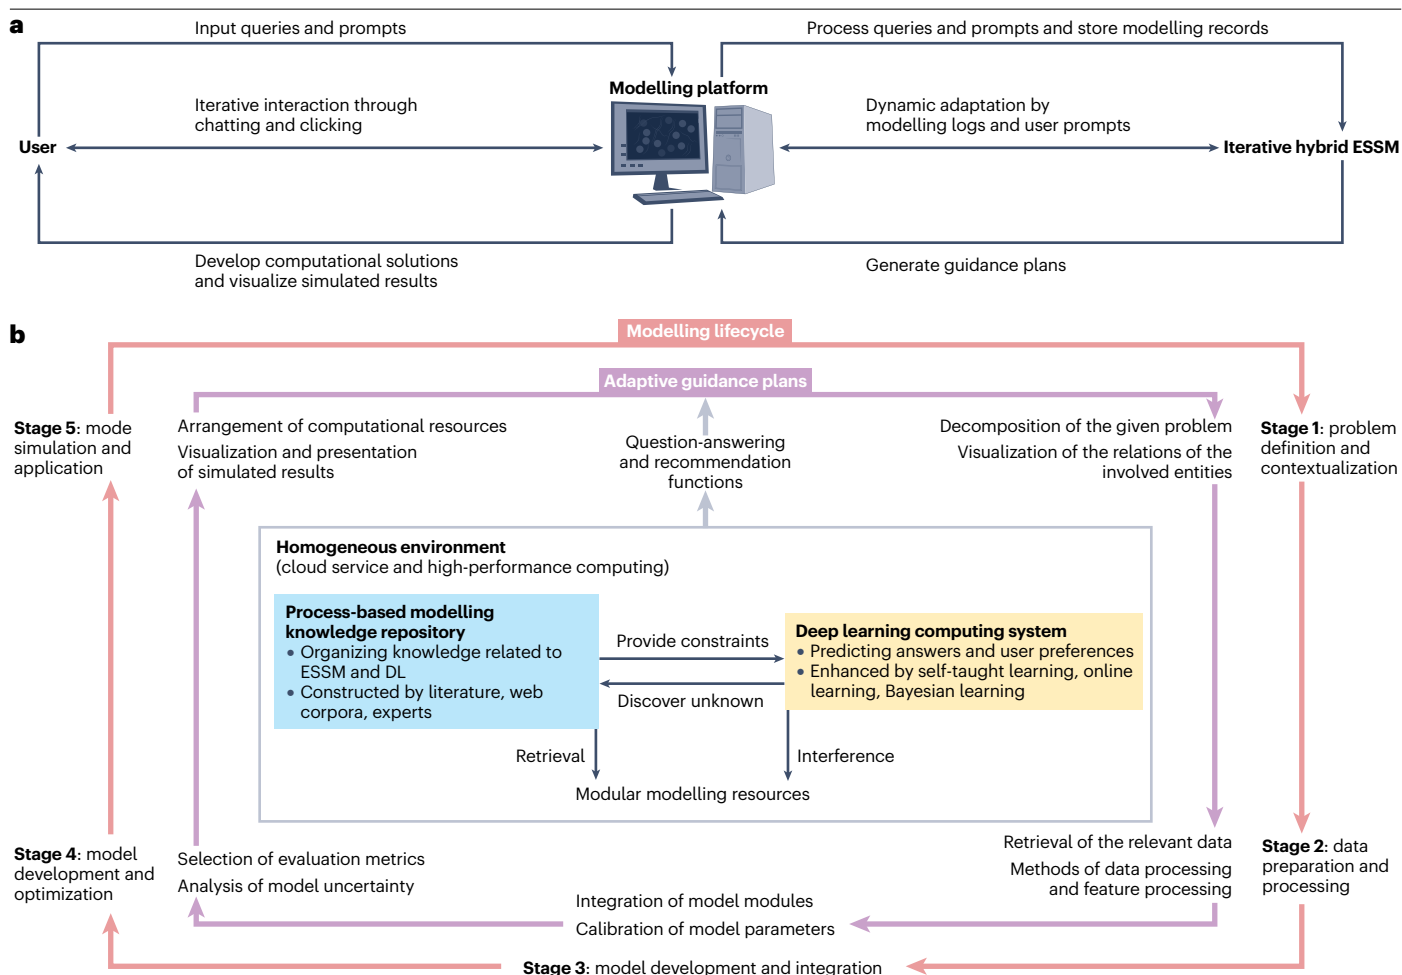 a
Input queries and prompts
Process queries and prompts and store modelling records
Modelling platform
Iterative interaction through
chatting and clicking
Dynamic adaptation by
modelling logs and user prompts
User
Iterative hybrid ESSM
Develop computational solutions
and visualize simulated results
Generate guidance plans
b
Modelling lifecycle
Adaptive guidance plans
Stage 5: mode
simulation and
application
Arrangement of computational resources
Visualization and presentation
of simulated results
Question-answering
and recommendation
functions
Decomposition of the given problem
Visualization of the relations of the
involved entities
Stage 1: problem
definition and
contextualization
Homogeneous environment
(cloud service and high-performance computing)
Process-based modelling
knowledge repository
• Organizing knowledge related to
ESSM and DL
• Constructed by literature, web
corpora, experts
Provide constraints
Discover unknown
Deep learning computing system
• Predicting answers and user preferences
• Enhanced by self-taught learning, online
learning, Bayesian learning
Retrieval
Interference
Modular modelling resources
Stage 4: model
development and
optimization
Selection of evaluation metrics
Analysis of model uncertainty
Retrieval of the relevant data
Methods of data processing
and feature processing
Stage 2: data
preparation and
processing
Integration of model modules
Calibration of model parameters
Stage 3: model development and integration